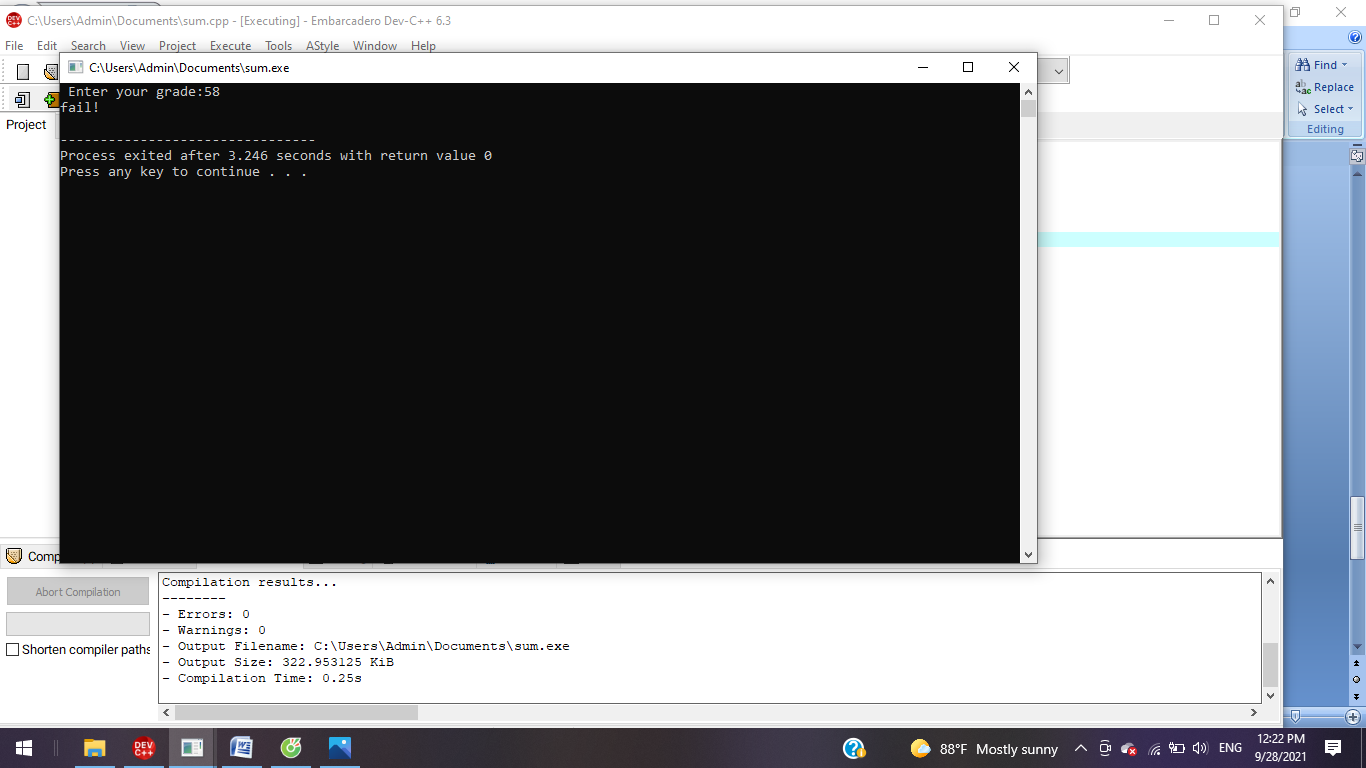 C:\Users\Admin\Documents\sum.cpp - [Executing] - Embarcadero Dev-C++ 6.3
File Edit Search View Project Execute Tools AStyle Window Help
C:\Users\Admin\Documents\sum.exe
Find
Replace
Select
Editing
Project
Enter your grade:58
fail!
--------------------------------
Process exited after 3.246 seconds with return value 0
Press any key to continue . . .
Abort Compilation
Shorten compiler paths
Compilation results...
--------
- Errors: 0
- Warnings: 0
- Output Filename: C:\Users\Admin\Documents\sum.exe
- Output Size: 322.953125 KiB
- Compilation Time: 0.25s
DEV C++
88°F Mostly sunny
ENG
12:22 PM
9/28/2021